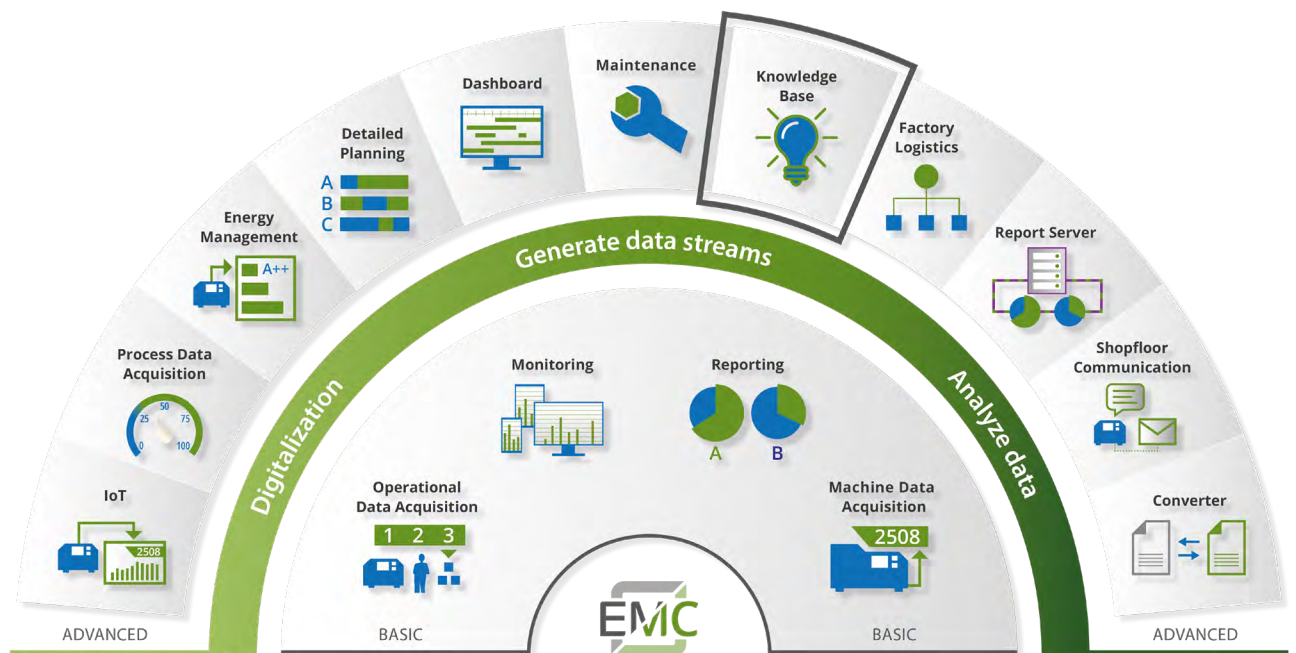 Maintenance
Knowledge
Base
Dashboard
Detailed
Planning
A
B
C
Factory
Logistics
Energy
Management
A++
Report Server
Generate data streams
Process Data
Acquisition
0
25
50
75
100
Shopfloor
Communication
Digitalization
Analyze data
Monitoring
Reporting
A
B
IoT
2508
Operational
Data Acquisition
1 2 3
Machine Data
Acquisition
2508
Converter
EMC
ADVANCED
BASIC
BASIC
ADVANCED